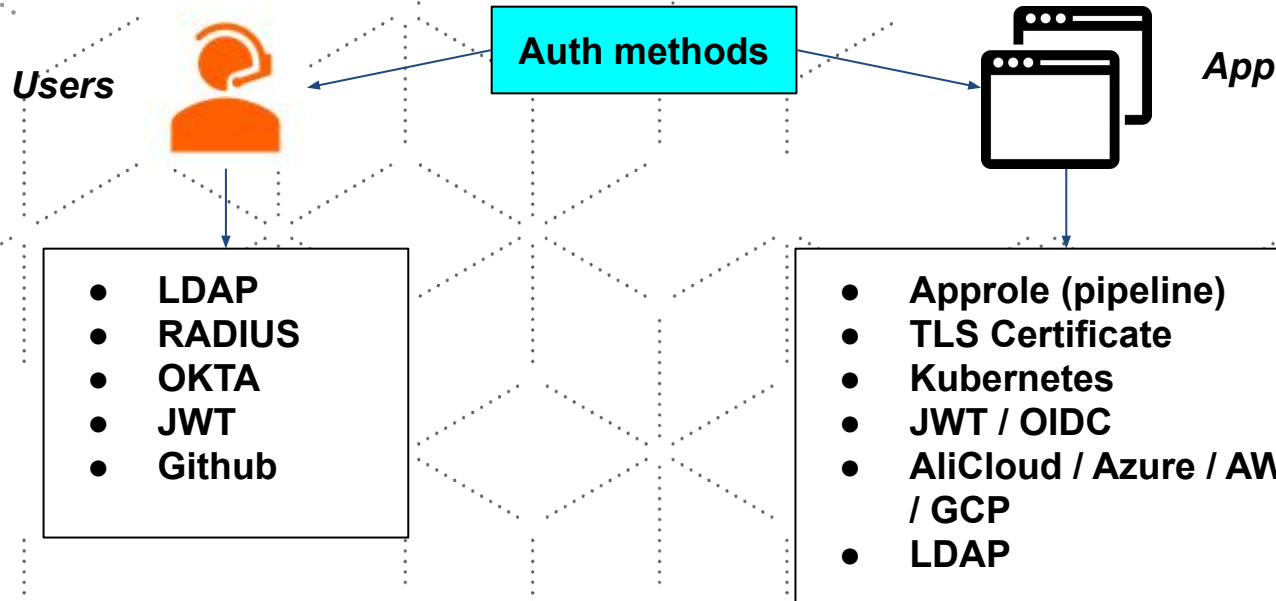 Auth methods
Users
App
● LDAP
● RADIUS
● OKTA
● JWT
● Github
● Approle (pipeline)
● TLS Certificate
● Kubernetes
● JWT / OIDC
● AliCloud / Azure / AW
/ GCP
● LDAP